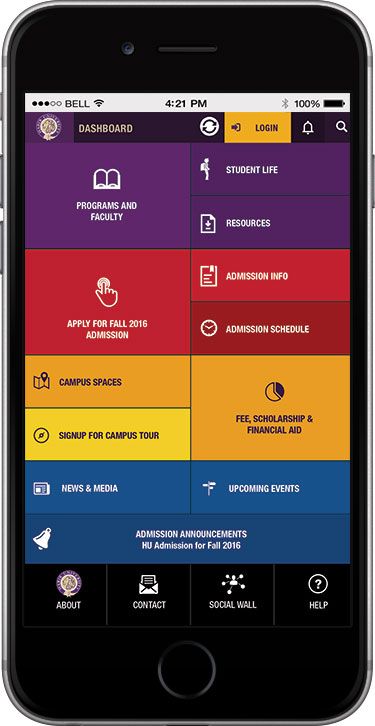 BELL 4:21 PM 100%
DASHBOARD LOGIN
PROGRAMS AND
FACULTY
STUDENT LIFE
RESOURCES
APPLY FOR FALL 2016
ADMISSION
ADMISSION INFO
ADMISSION SCHEDULE
CAMPUS SPACES
SIGNUP FOR CAMPUS TOUR
FEE, SCHOLARSHIP &
FINANCIAL AID
NEWS & MEDIA
UPCOMING EVENTS
ADMISSION ANNOUNCEMENTS
HU Admission for Fall 2016
ABOUT CONTACT SOCIAL WALL HELP